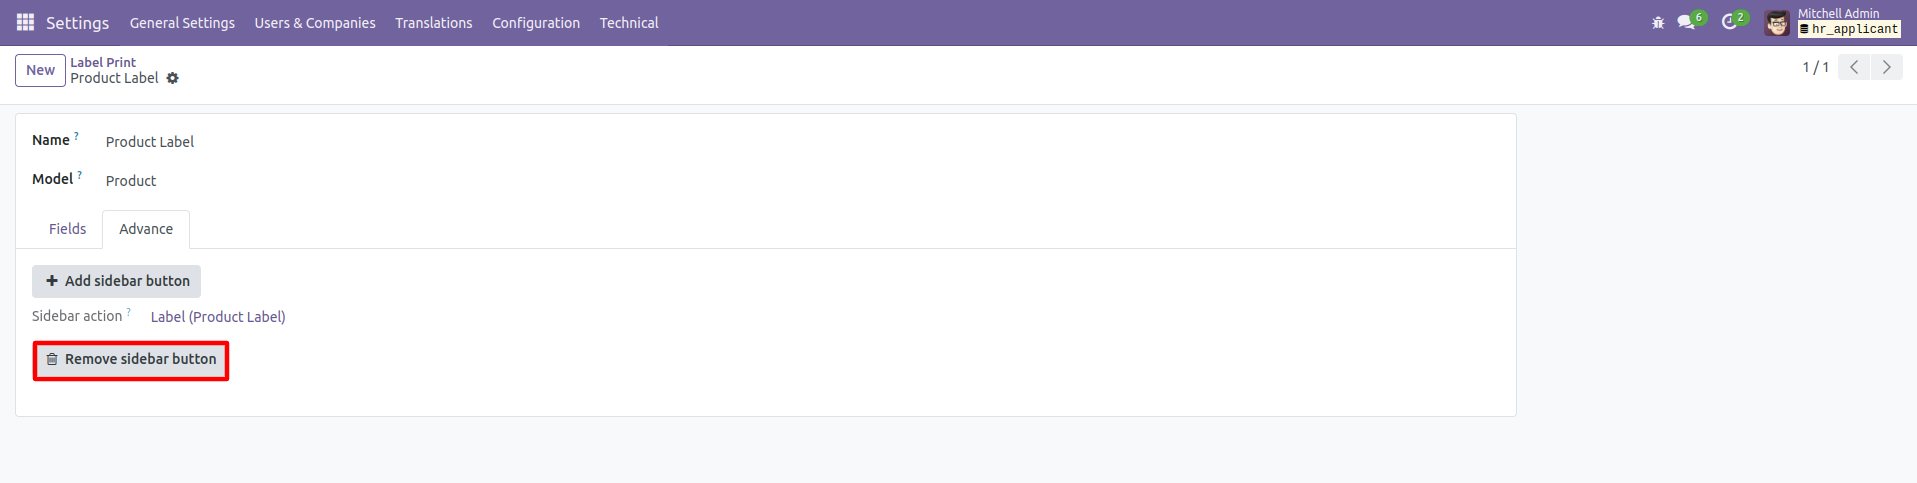 Settings General Settings Users & Companies Translations Configuration Technical 6 2 Mitchell Admin
hr_applicant
New Label Print
Product Label 1 / 1
Name ? Product Label
Model ? Product
Fields Advance
Add sidebar button
Sidebar action ? Label (Product Label)
Remove sidebar button